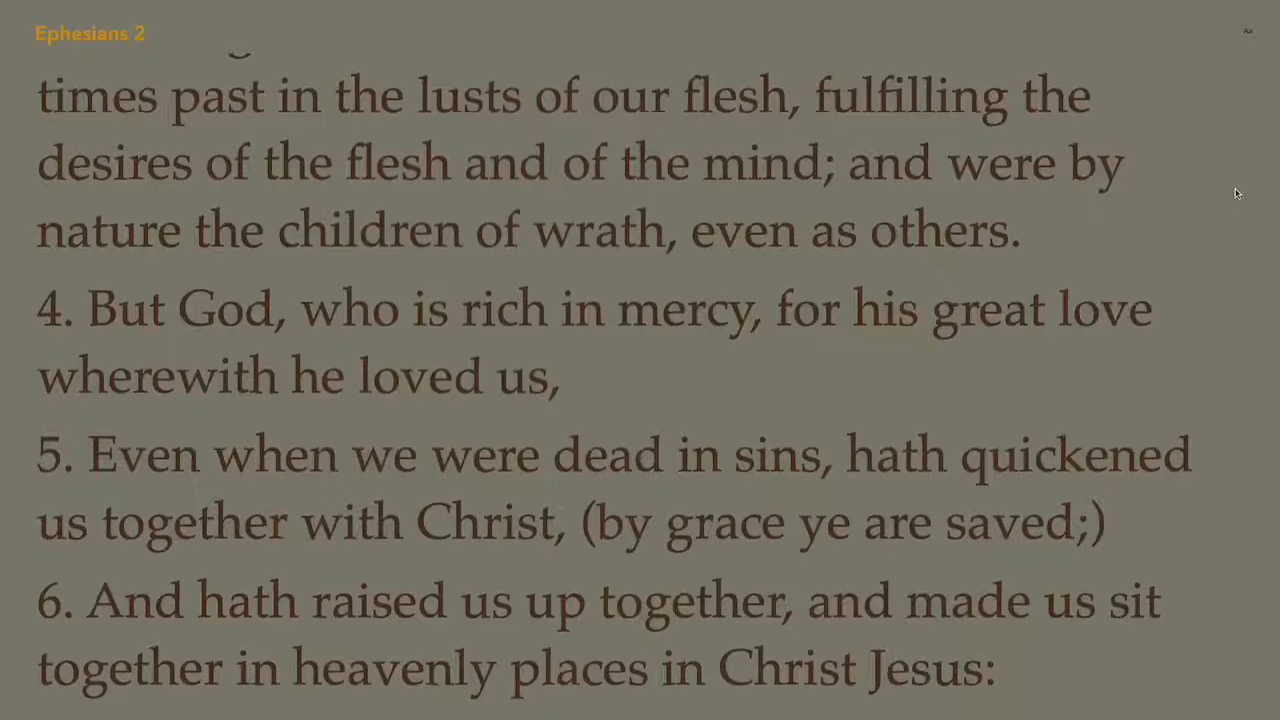 Ephesians 2
Aa
times past in the lusts of our flesh, fulfilling the
desires of the flesh and of the mind; and were by
nature the children of wrath, even as others.
4. But God, who is rich in mercy, for his great love
wherewith he loved us,
5. Even when we were dead in sins, hath quickened
us together with Christ, (by grace ye are saved;)
6. And hath raised us up together, and made us sit
together in heavenly places in Christ Jesus: